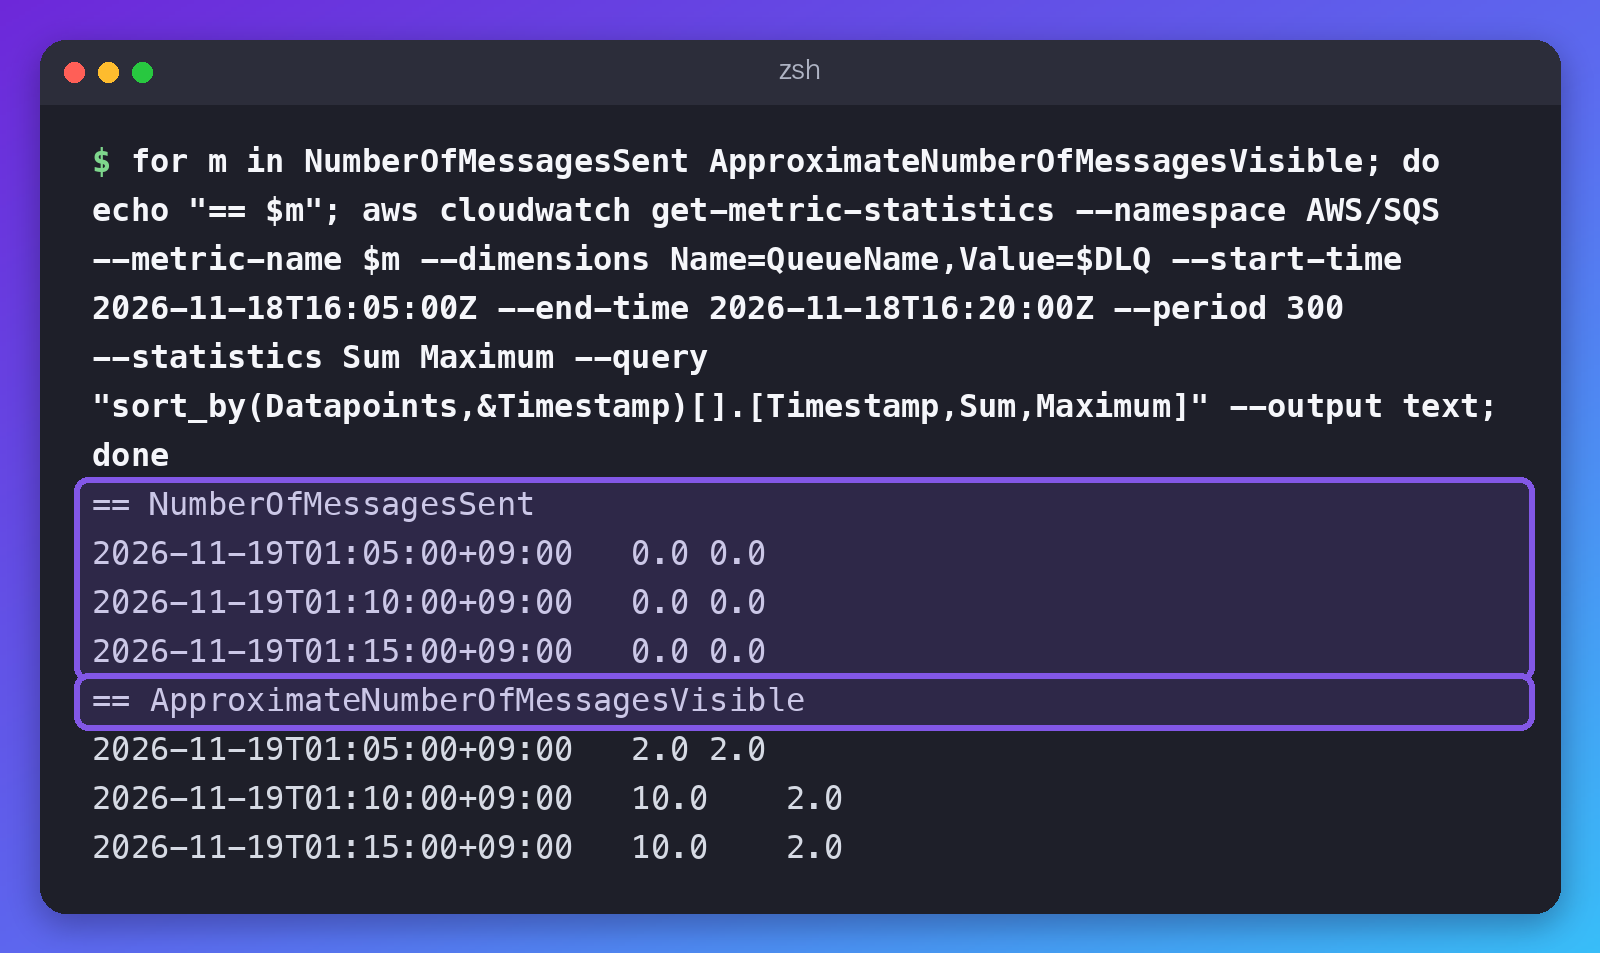 zsh
$ for m in NumberOfMessagesSent ApproximateNumberOfMessagesVisible; do
echo "== $m"; aws cloudwatch get-metric-statistics --namespace AWS/SQS
--metric-name $m --dimensions Name=QueueName,Value=$DLQ --start-time
2026-11-18T16:05:00Z --end-time 2026-11-18T16:20:00Z --period 300
--statistics Sum Maximum --query
"sort_by(Datapoints,&Timestamp)[].[Timestamp,Sum,Maximum]" --output text;
done
== NumberOfMessagesSent
2026-11-19T01:05:00+09:00   0.0 0.0
2026-11-19T01:10:00+09:00   0.0 0.0
2026-11-19T01:15:00+09:00   0.0 0.0
== ApproximateNumberOfMessagesVisible
2026-11-19T01:05:00+09:00   2.0 2.0
2026-11-19T01:10:00+09:00   10.0    2.0
2026-11-19T01:15:00+09:00   10.0    2.0